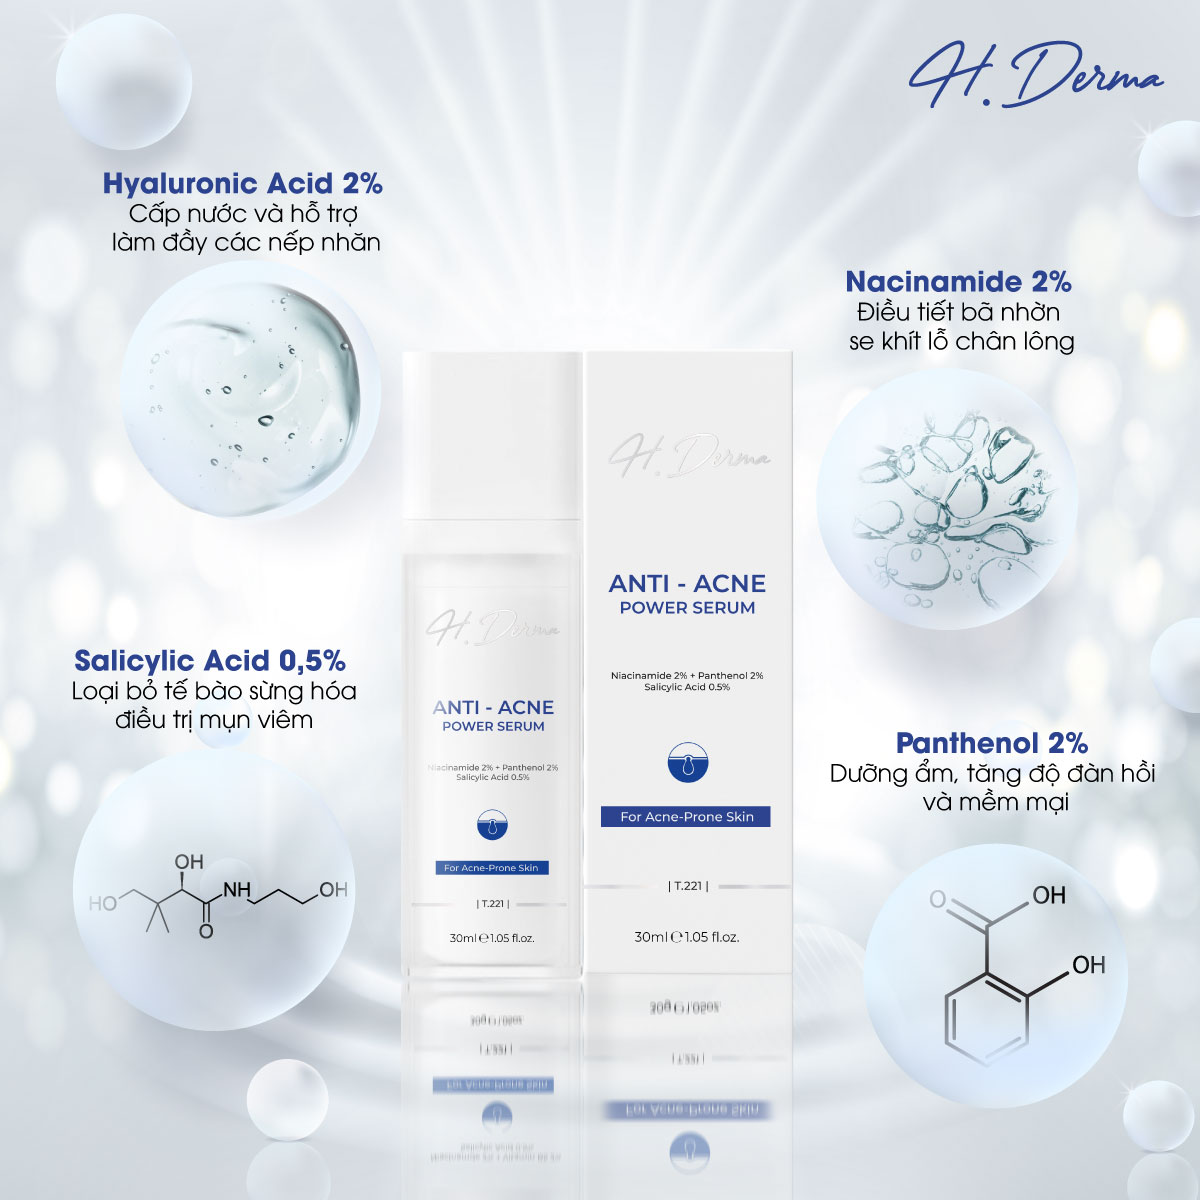 H. Derma
Hyaluronic Acid 2%
Cấp nước và hỗ trợ
làm đầy các nếp nhăn
Nacinamide 2%
Điều tiết bã nhờn
se khít lỗ chân lông
Salicylic Acid 0,5%
Loại bỏ tế bào sừng hóa
điều trị mụn viêm
Panthenol 2%
Dưỡng ẩm, tăng độ đàn hồi
và mềm mại
H. Derma
ANTI - ACNE
POWER SERUM
Niacinamide 2% + Panthenol 2%
Salicylic Acid 0.5%
For Acne-Prone Skin
| T.221 |
30ml ℮ 1.05 fl.oz.
H. Derma
ANTI - ACNE
POWER SERUM
Niacinamide 2% + Panthenol 2%
Salicylic Acid 0.5%
For Acne-Prone Skin
| T.221 |
30ml ℮ 1.05 fl.oz.
OH
HO
NH
OH
O
O
OH
OH